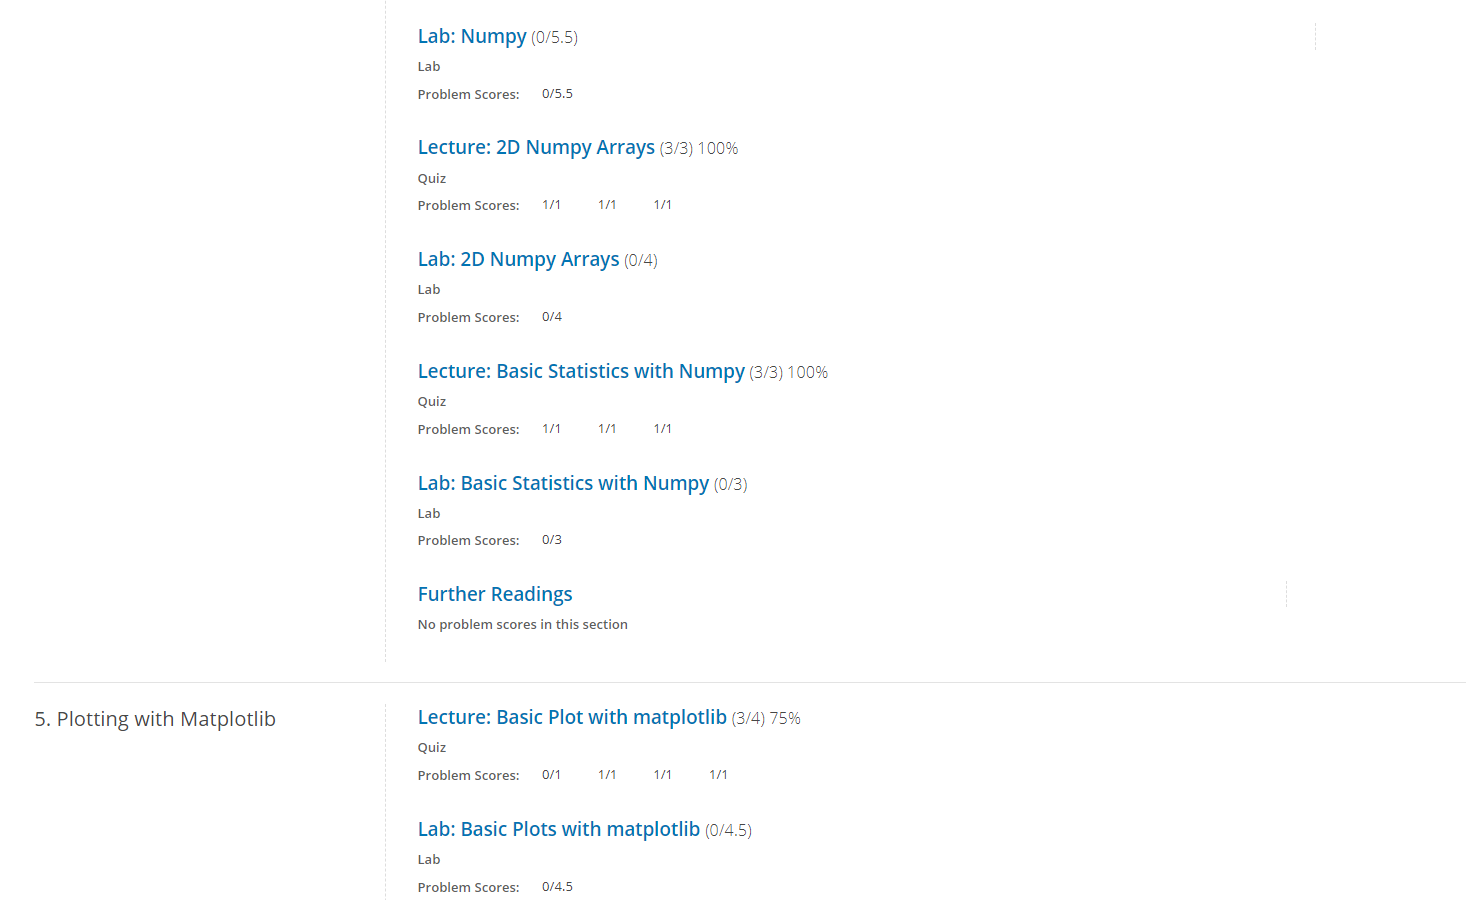 Lab: Numpy (0/5.5)
Lab
Problem Scores: 0/5.5
Lecture: 2D Numpy Arrays (3/3) 100%
Quiz
Problem Scores: 1/1 1/1 1/1
Lab: 2D Numpy Arrays (0/4)
Lab
Problem Scores: 0/4
Lecture: Basic Statistics with Numpy (3/3) 100%
Quiz
Problem Scores: 1/1 1/1 1/1
Lab: Basic Statistics with Numpy (0/3)
Lab
Problem Scores: 0/3
Further Readings
No problem scores in this section
5. Plotting with Matplotlib
Lecture: Basic Plot with matplotlib (3/4) 75%
Quiz
Problem Scores: 0/1 1/1 1/1 1/1
Lab: Basic Plots with matplotlib (0/4.5)
Lab
Problem Scores: 0/4.5